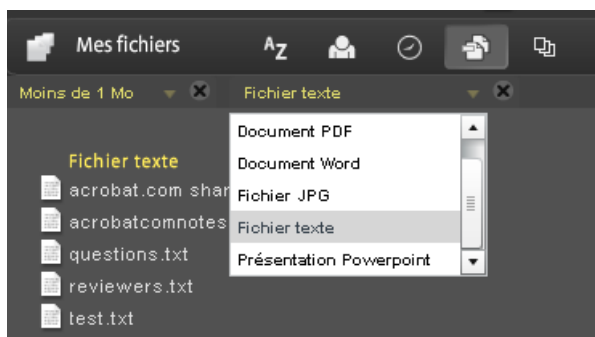 Mes fichiers AZ
Moins de 1 Mo Fichier texte
Document PDF
Document Word
Fichier JPG
Fichier texte
Présentation Powerpoint
Fichier texte
acrobat.com shar
acrobatcomnotes
questions.txt
reviewers.txt
test.txt